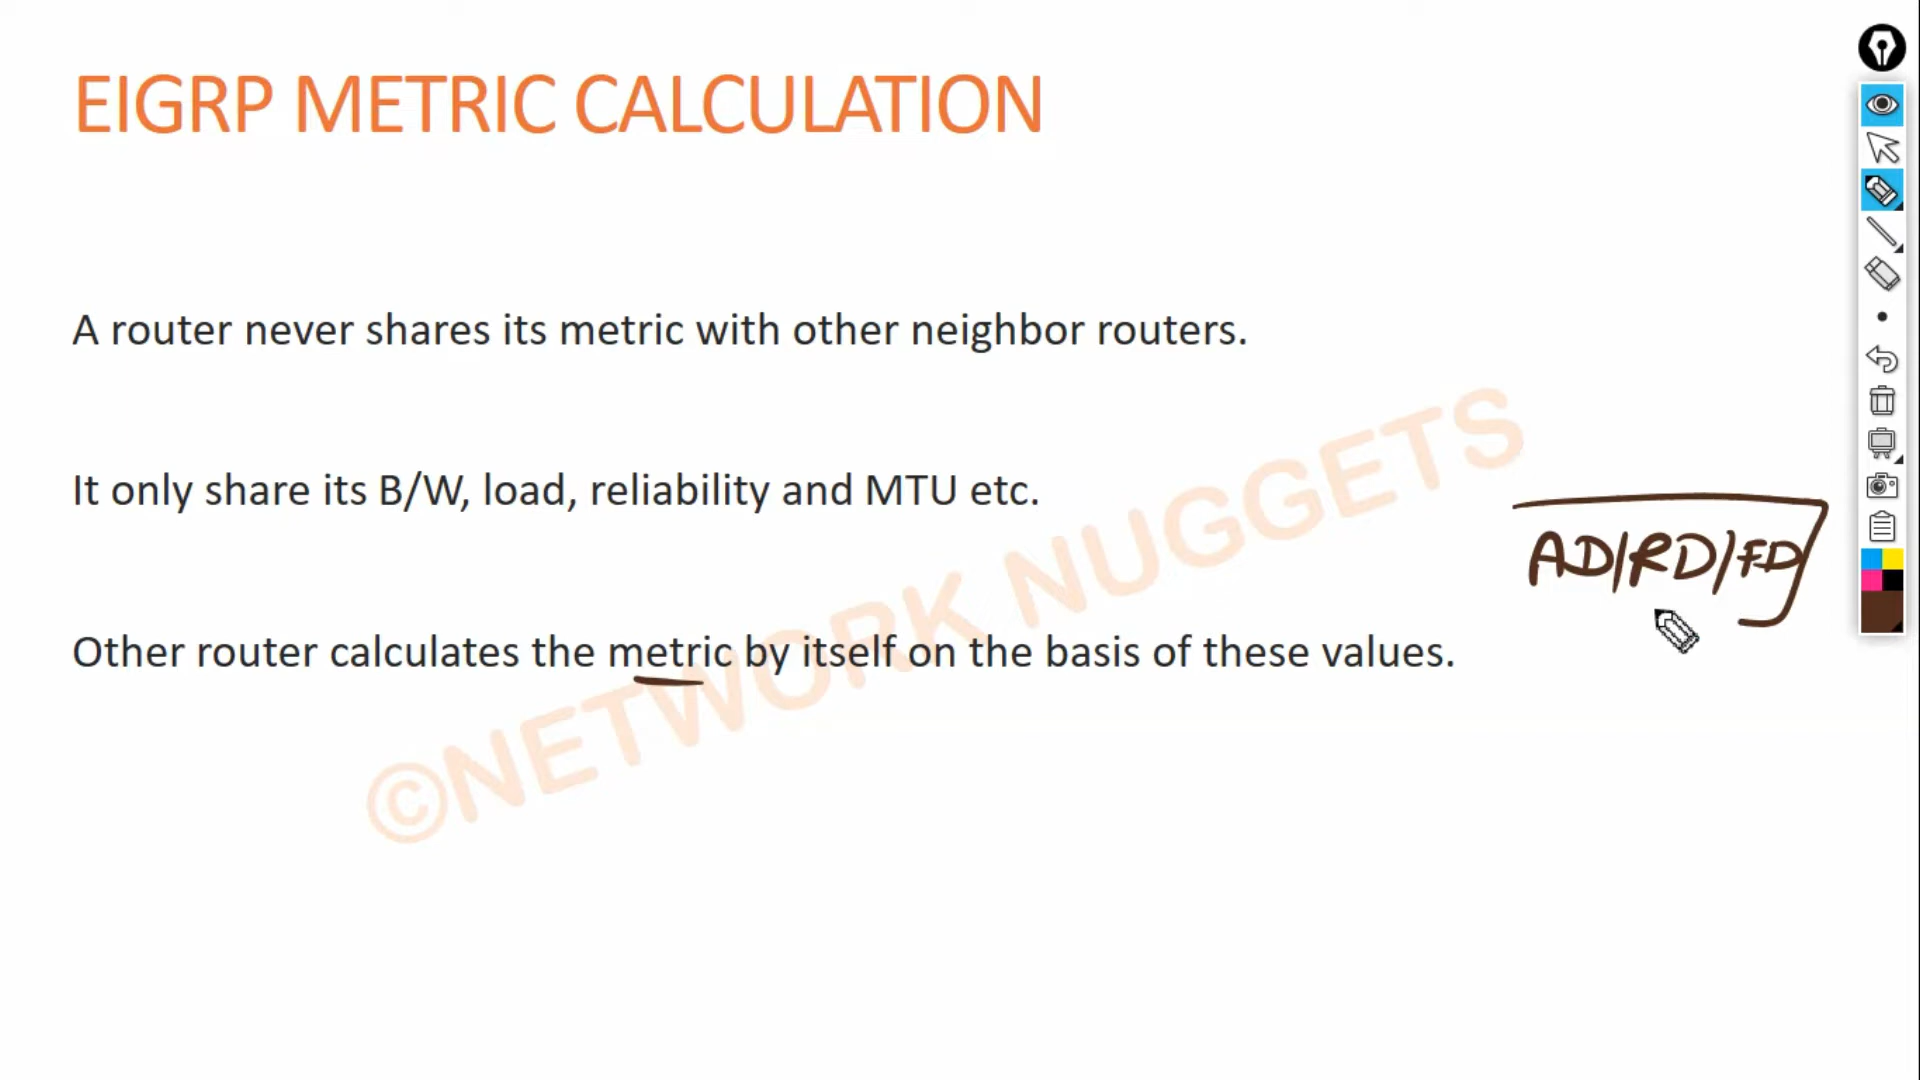 EIGRP METRIC CALCULATION
A router never shares its metric with other neighbor routers.
It only share its B/W, load, reliability and MTU etc.
AD/RD/FD
Other router calculates the metric by itself on the basis of these values.
©NETWORK NUGGETS